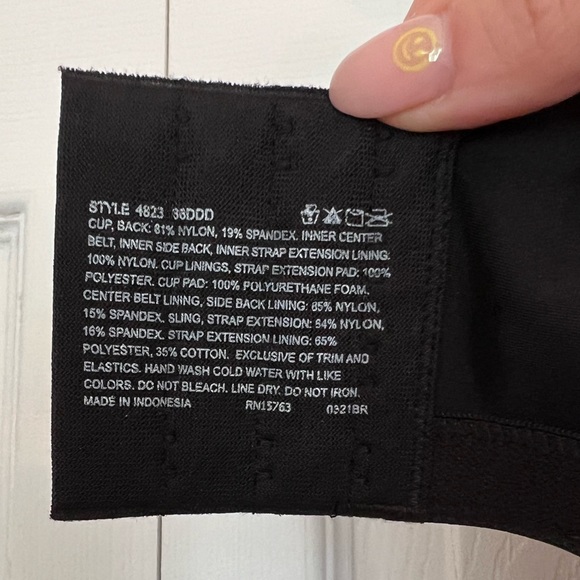 STYLE 4823 38DDD
CUP, BACK: 81% NYLON, 19% SPANDEX. INNER CENTER
BELT, INNER SIDE BACK, INNER STRAP EXTENSION LINING:
100% NYLON. CUP LININGS, STRAP EXTENSION PAD: 100%
POLYESTER. CUP PAD: 100% POLYURETHANE FOAM.
CENTER BELT LINING, SIDE BACK LINING: 85% NYLON,
15% SPANDEX. SLING, STRAP EXTENSION: 84% NYLON,
16% SPANDEX. STRAP EXTENSION LINING: 65%
POLYESTER, 35% COTTON. EXCLUSIVE OF TRIM AND
ELASTICS. HAND WASH COLD WATER WITH LIKE
COLORS. DO NOT BLEACH. LINE DRY. DO NOT IRON.
MADE IN INDONESIA RN15763 0321BR